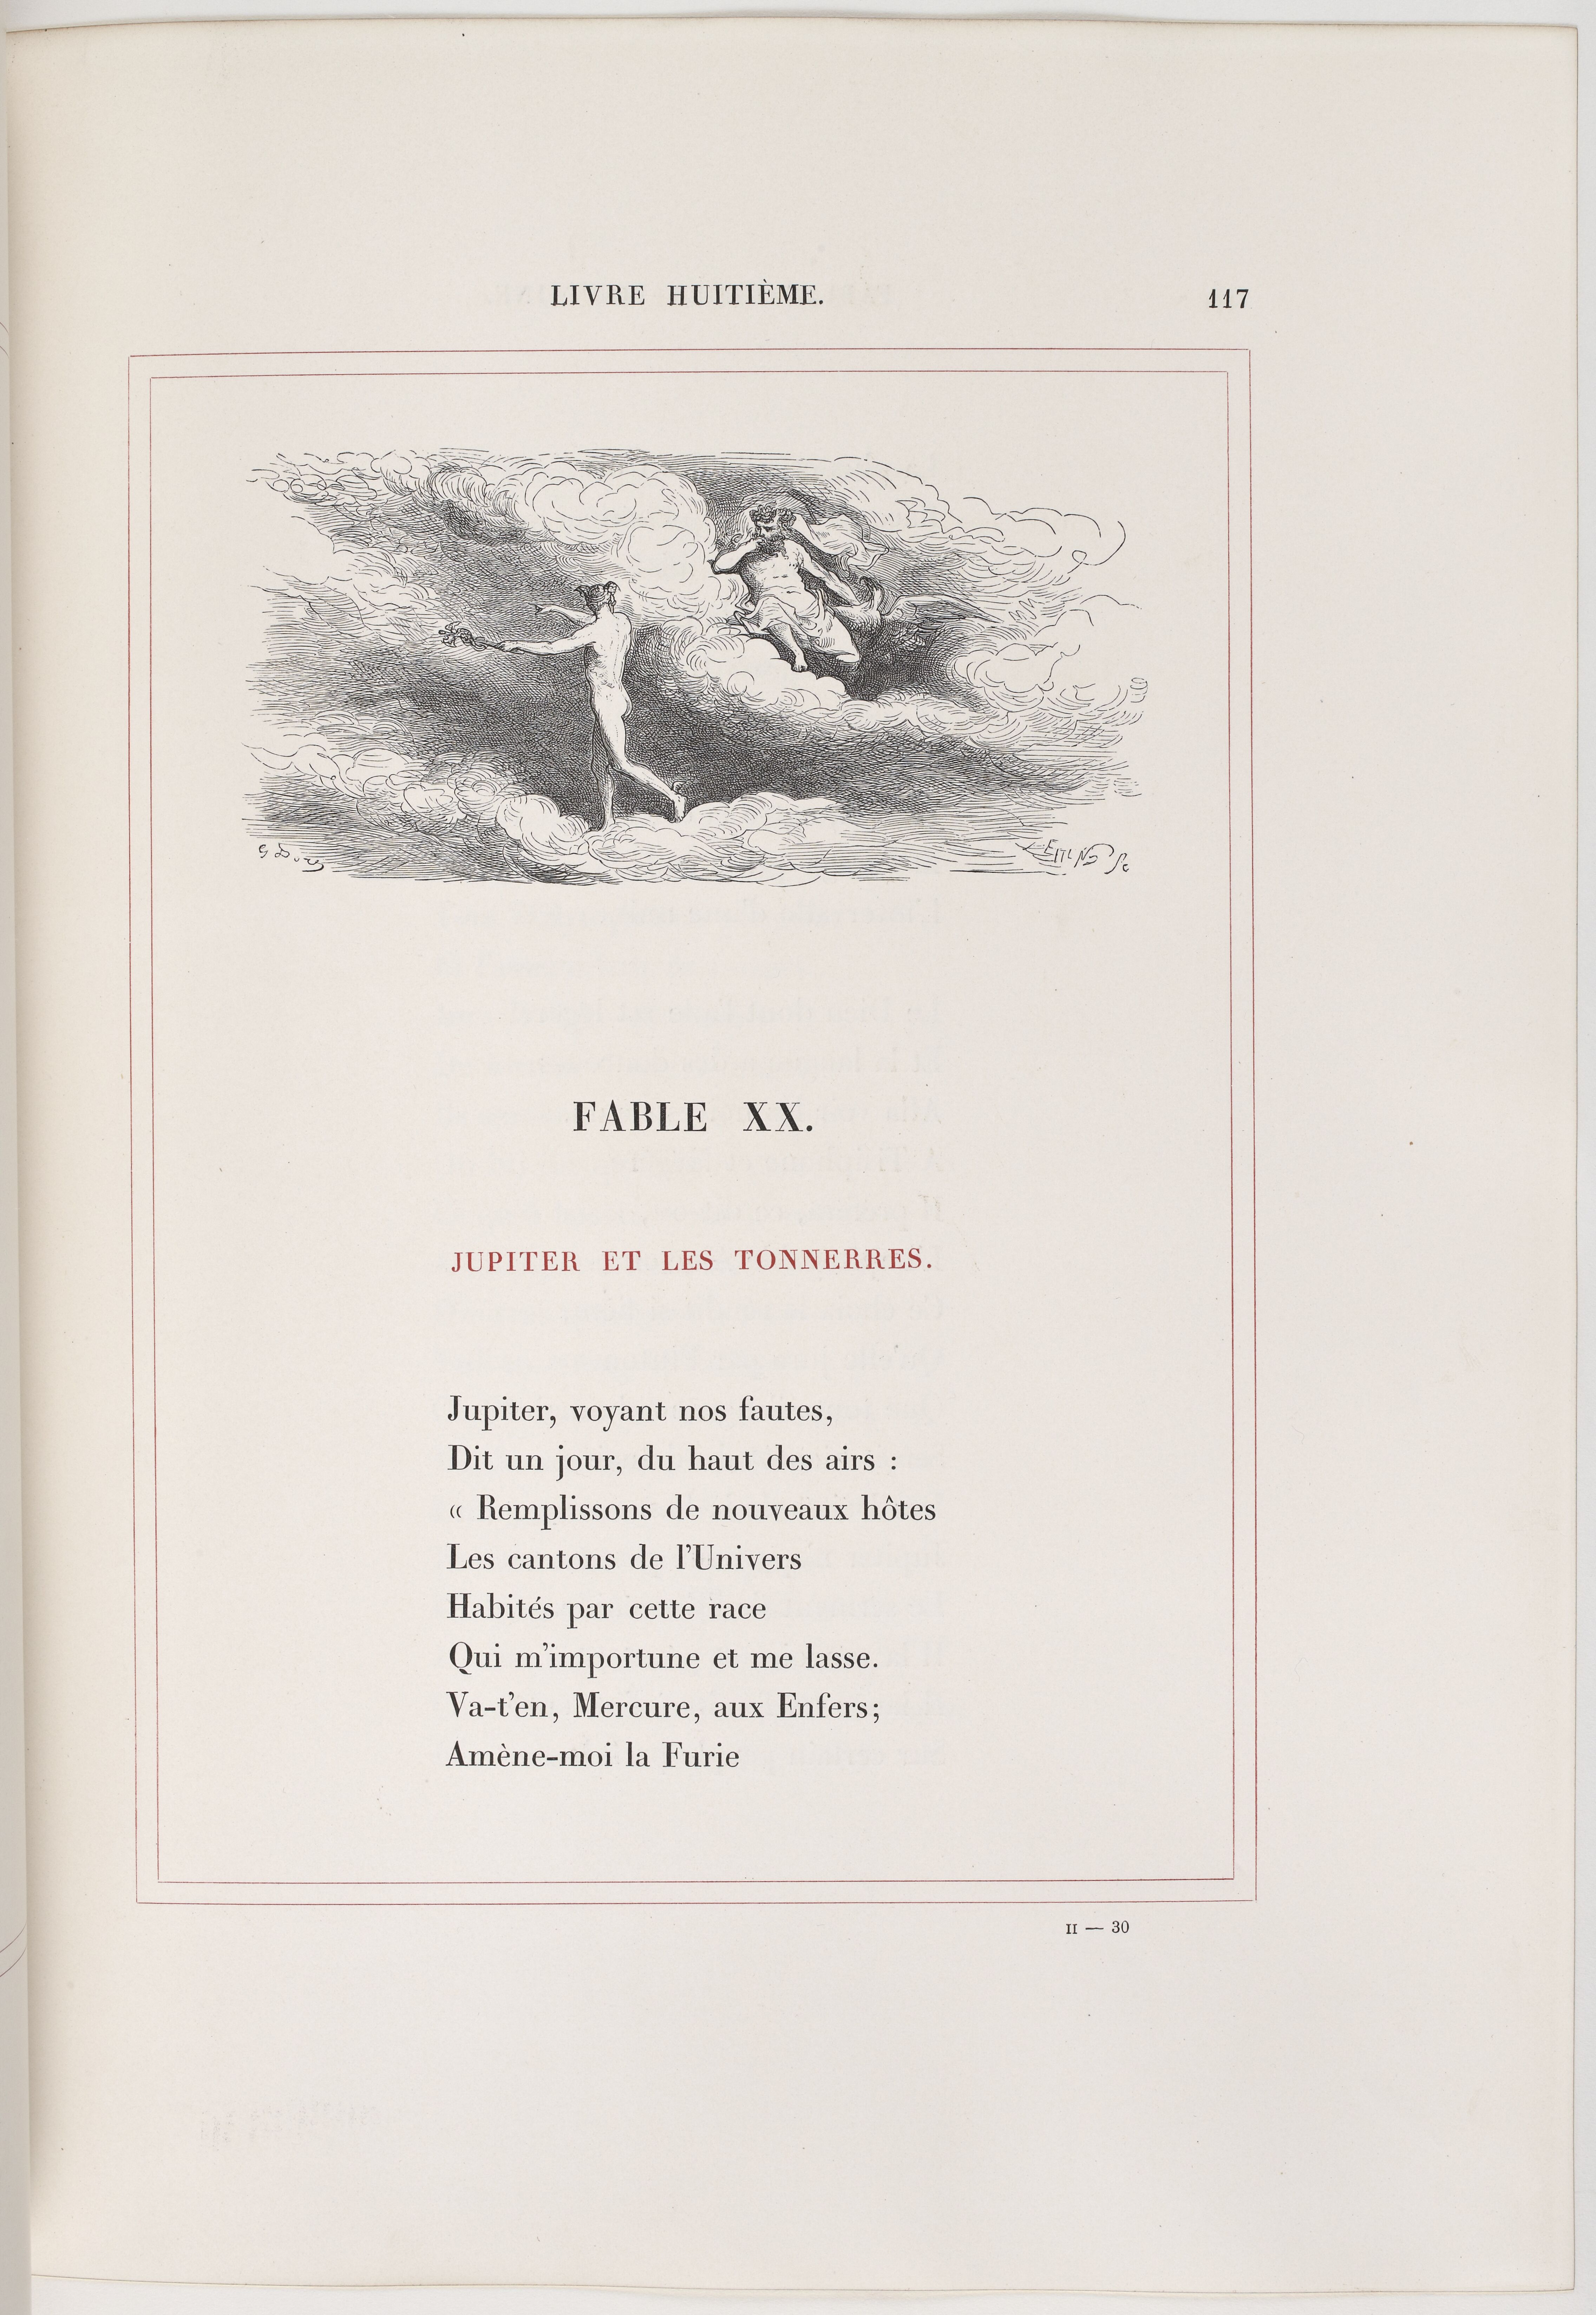 LIVRE HUITIÈME.
117
G Doré
FABLE XX.
JUPITER ET LES TONNERRES.
Jupiter, voyant nos fautes,
Dit un jour, du haut des airs :
« Remplissons de nouveaux hôtes
Les cantons de l'Univers
Habités par cette race
Qui m'importune et me lasse.
Va-t'en, Mercure, aux Enfers;
Amène-moi la Furie
II — 30